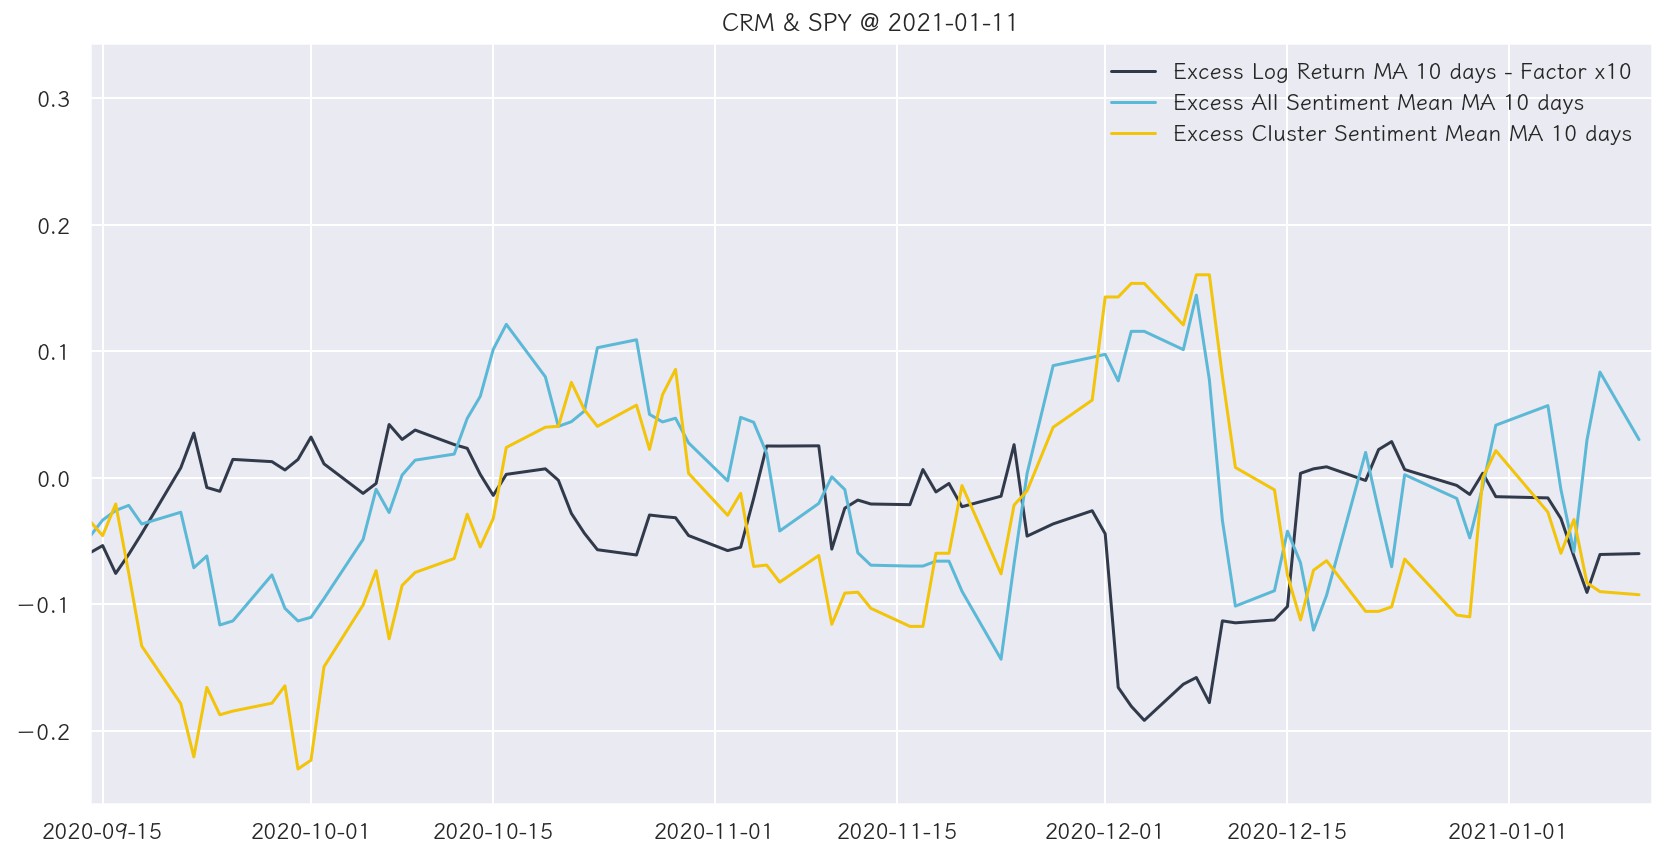 CRM & SPY @ 2021-01-11
Excess Log Return MA 10 days - Factor x10
Excess All Sentiment Mean MA 10 days
Excess Cluster Sentiment Mean MA 10 days
0.3
0.2
0.1
0.0
−0.1
−0.2
2020-09-15 2020-10-01 2020-10-15 2020-11-01 2020-11-15 2020-12-01 2020-12-15 2021-01-01